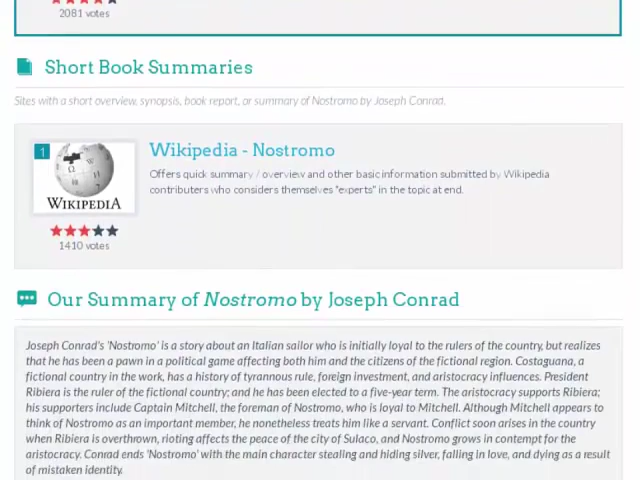 2081 votes
Short Book Summaries
Sites with a short overview, synopsis, book report, or summary of Nostromo by Joseph Conrad.
1
Wikipedia - Nostromo
Offers quick summary / overview and other basic information submitted by Wikipedia
contributers who considers themselves "experts" in the topic at end.
WIKIPEDIA
1410 votes
Our Summary of Nostromo by Joseph Conrad
Joseph Conrad's 'Nostromo' is a story about an Italian sailor who is initially loyal to the rulers of the country, but realizes
that he has been a pawn in a political game affecting both him and the citizens of the fictional region. Costaguana, a
fictional country in the work, has a history of tyrannous rule, foreign investment, and aristocracy influences. President
Ribiera is the ruler of the fictional country; and he has been elected to a five-year term. The aristocracy supports Ribiera;
his supporters include Captain Mitchell, the foreman of Nostromo, who is loyal to Mitchell. Although Mitchell appears to
think of Nostromo as an important member, he nonetheless treats him like a servant. Conflict soon arises in the country
when Ribiera is overthrown, rioting affects the peace of the city of Sulaco, and Nostromo grows in contempt for the
aristocracy. Conrad ends 'Nostromo' with the main character stealing and hiding silver, falling in love, and dying as a result
of mistaken identity.